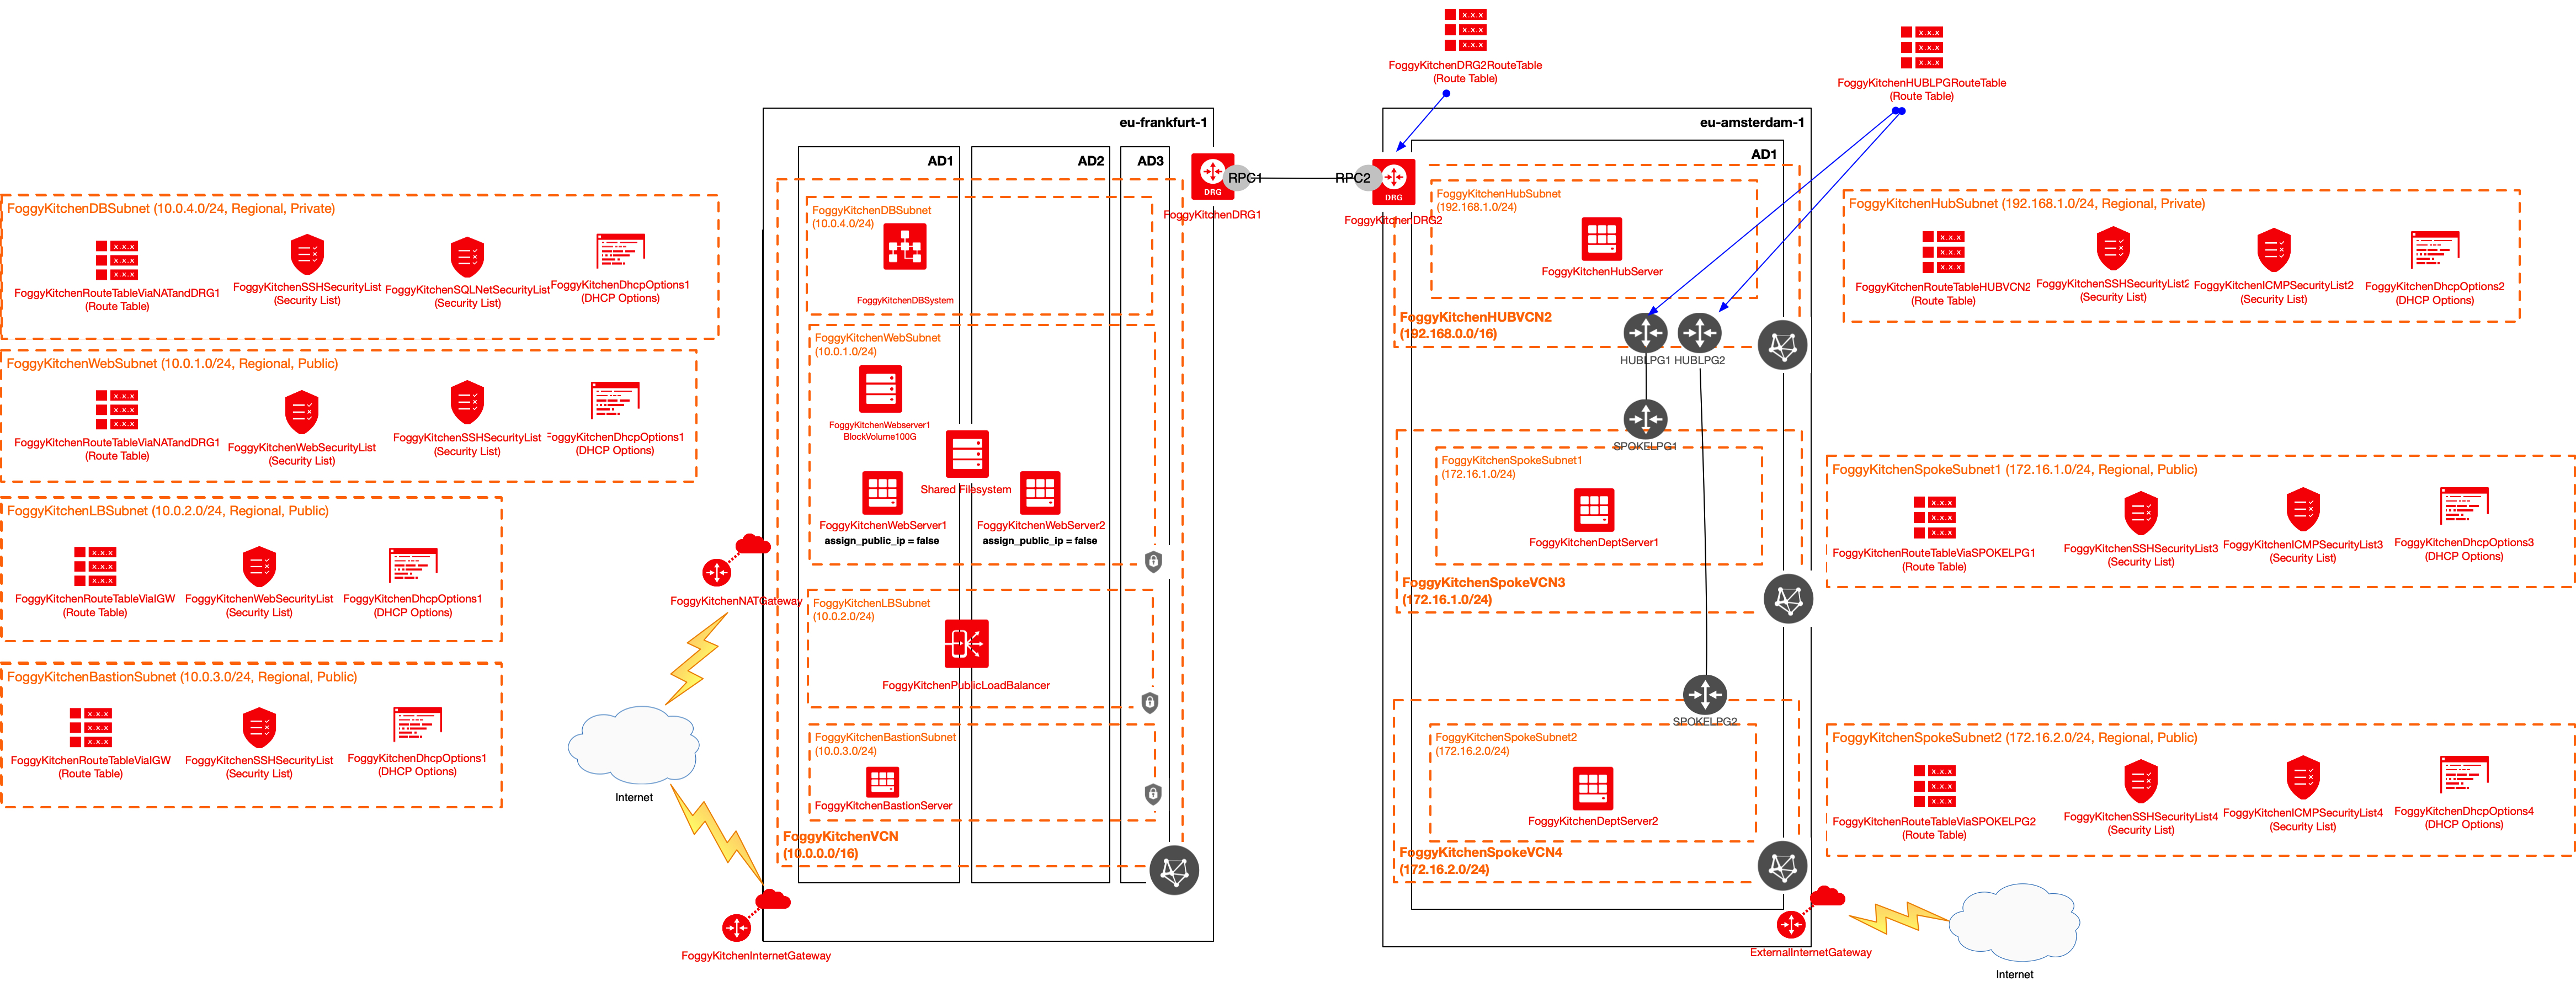 FoggyKitchenDRG2RouteTable
(Route Table)
FoggyKitchenHUBLPGRouteTable
(Route Table)
FoggyKitchenDBSubnet (10.0.4.0/24, Regional, Private)
x.x.x
x.x.x
x.x.x
FoggyKitchenRouteTableViaNATandDRG1
(Route Table)
FoggyKitchenSSHSecurityList
(Security List)
FoggyKitchenSQLNetSecurityList
(Security List)
FoggyKitchenDhcpOptions1
(DHCP Options)
FoggyKitchenWebSubnet (10.0.1.0/24, Regional, Public)
x.x.x
x.x.x
x.x.x
FoggyKitchenRouteTableViaNATandDRG1
(Route Table)
FoggyKitchenWebSecurityList
(Security List)
FoggyKitchenSSHSecurityList
(Security List)
FoggyKitchenDhcpOptions1
(DHCP Options)
FoggyKitchenLBSubnet (10.0.2.0/24, Regional, Public)
x.x.x
x.x.x
x.x.x
FoggyKitchenRouteTableViaIGW
(Route Table)
FoggyKitchenWebSecurityList
(Security List)
FoggyKitchenDhcpOptions1
(DHCP Options)
FoggyKitchenBastionSubnet (10.0.3.0/24, Regional, Public)
x.x.x
x.x.x
x.x.x
FoggyKitchenRouteTableViaIGW
(Route Table)
FoggyKitchenSSHSecurityList
(Security List)
FoggyKitchenDhcpOptions1
(DHCP Options)
Internet
FoggyKitchenNATGateway
FoggyKitchenInternetGateway
eu-frankfurt-1
AD1
AD2
AD3
FoggyKitchenDBSubnet
(10.0.4.0/24)
FoggyKitchenDBSystem
FoggyKitchenWebSubnet
(10.0.1.0/24)
FoggyKitchenWebserver1
BlockVolume100G
Shared Filesystem
FoggyKitchenWebServer1
assign_public_ip = false
FoggyKitchenWebServer2
assign_public_ip = false
FoggyKitchenLBSubnet
(10.0.2.0/24)
FoggyKitchenPublicLoadBalancer
FoggyKitchenBastionSubnet
(10.0.3.0/24)
FoggyKitchenBastionServer
FoggyKitchenVCN
(10.0.0.0/16)
DRG
RPC1
FoggyKitchenDRG1
RPC2
DRG
FoggyKitchenDRG2
eu-amsterdam-1
AD1
FoggyKitchenHubSubnet
(192.168.1.0/24)
FoggyKitchenHubServer
FoggyKitchenHUBVCN2
(192.168.0.0/16)
HUBLPG1
HUBLPG2
SPOKELPG1
FoggyKitchenSpokeSubnet1
(172.16.1.0/24)
FoggyKitchenDeptServer1
FoggyKitchenSpokeVCN3
(172.16.1.0/24)
SPOKELPG2
FoggyKitchenSpokeSubnet2
(172.16.2.0/24)
FoggyKitchenDeptServer2
FoggyKitchenSpokeVCN4
(172.16.2.0/24)
ExternalInternetGateway
Internet
FoggyKitchenHubSubnet (192.168.1.0/24, Regional, Private)
x.x.x
x.x.x
x.x.x
FoggyKitchenRouteTableHUBVCN2
(Route Table)
FoggyKitchenSSHSecurityList2
(Security List)
FoggyKitchenICMPSecurityList2
(Security List)
FoggyKitchenDhcpOptions2
(DHCP Options)
FoggyKitchenSpokeSubnet1 (172.16.1.0/24, Regional, Public)
x.x.x
x.x.x
x.x.x
FoggyKitchenRouteTableViaSPOKELPG1
(Route Table)
FoggyKitchenSSHSecurityList3
(Security List)
FoggyKitchenICMPSecurityList3
(Security List)
FoggyKitchenDhcpOptions3
(DHCP Options)
FoggyKitchenSpokeSubnet2 (172.16.2.0/24, Regional, Public)
x.x.x
x.x.x
x.x.x
FoggyKitchenRouteTableViaSPOKELPG2
(Route Table)
FoggyKitchenSSHSecurityList4
(Security List)
FoggyKitchenICMPSecurityList4
(Security List)
FoggyKitchenDhcpOptions4
(DHCP Options)